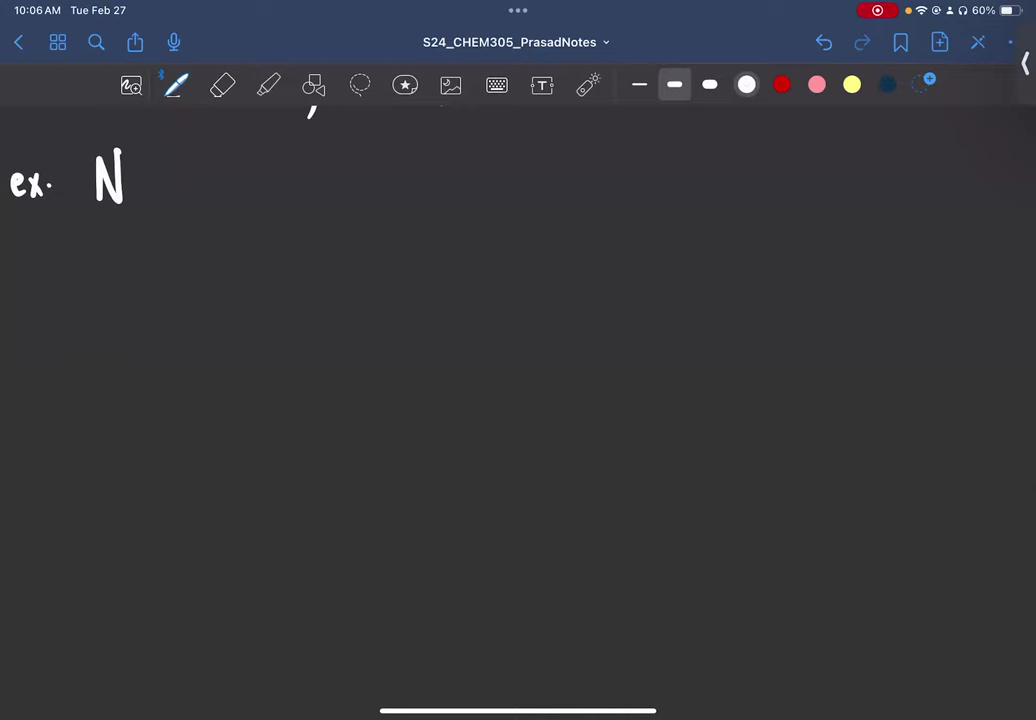 10:06 AM Tue Feb 27 60%
S24_CHEM305_PrasadNotes
T
,
ex. N